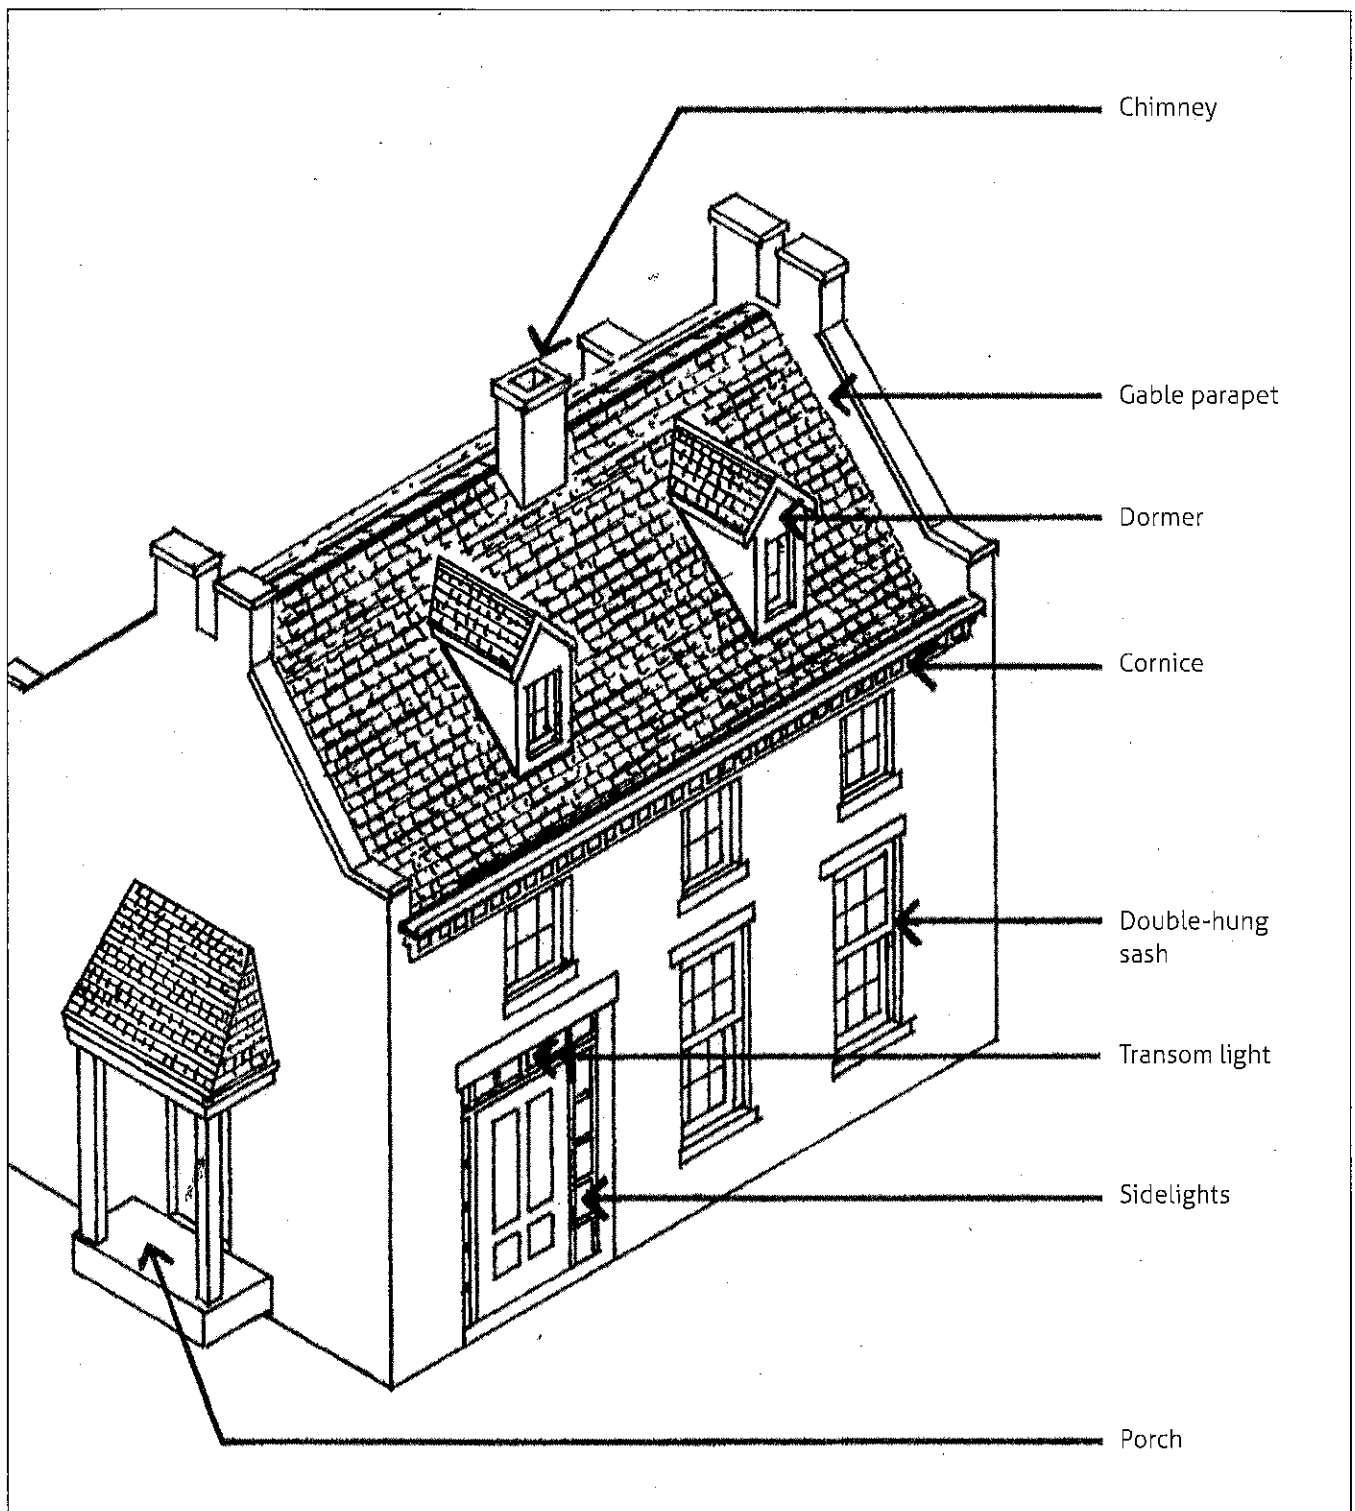 Chimney
Gable parapet
Dormer
Cornice
Double-hung
sash
Transom light
Sidelights
Porch